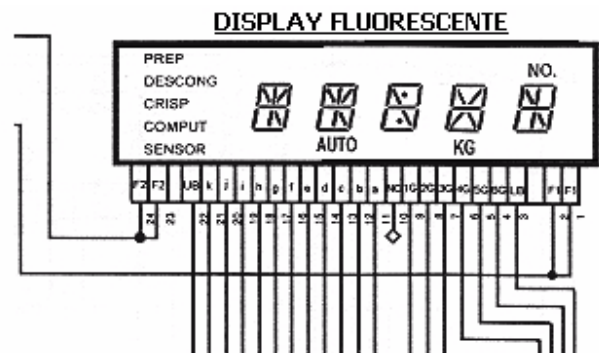 DISPLAY FLUORESCENTE
PREP
NO.
DESCONG
CRISP
COMPUT
SENSOR
AUTO
KG
F2 F2 UB k j i h g f e d c b a NC 1G 2G 3G 4G 5G 6G LB F1 F1
24 23 22 21 20 19 18 17 16 15 14 13 12 11 10 9 8 7 6 5 4 3 2 1